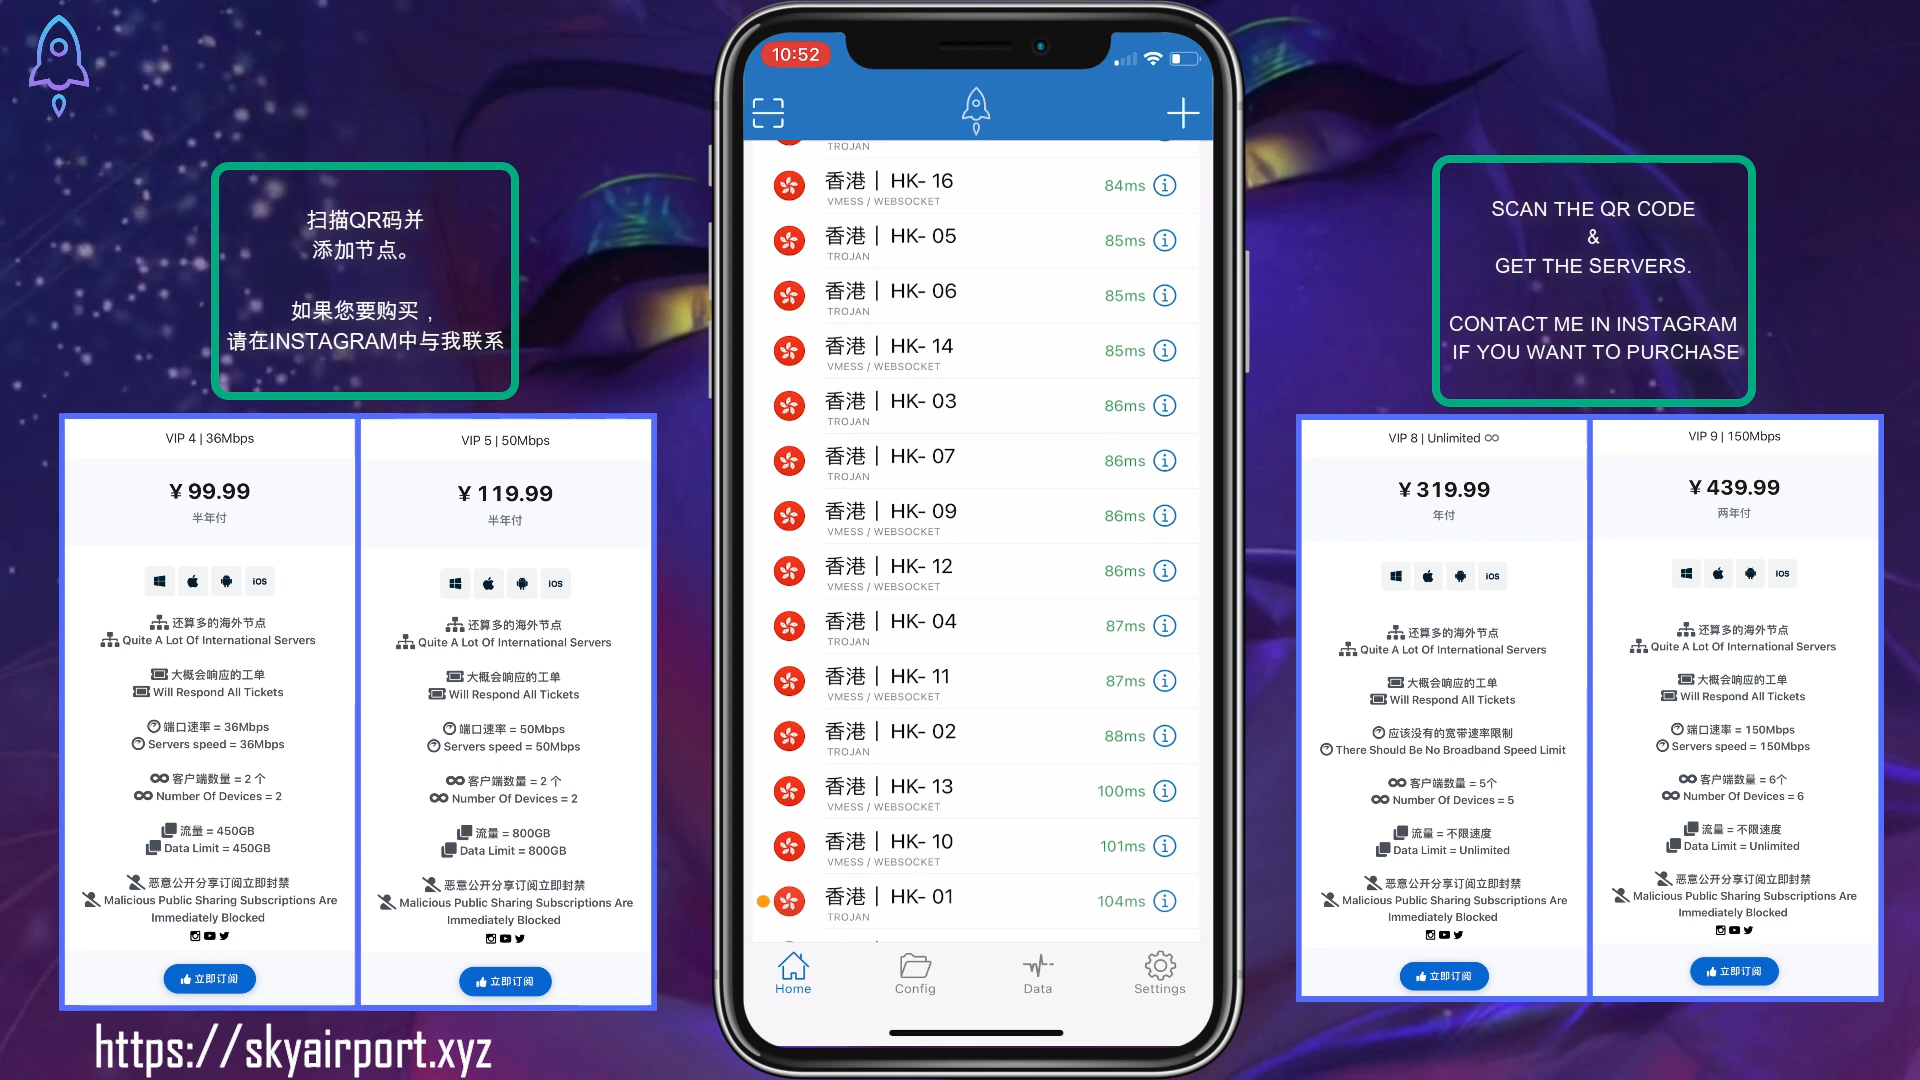 扫描QR码并
添加节点。
如果您要购买，
请在INSTAGRAM中与我联系
VIP 4 | 36Mbps
¥ 99.99
半年付
iOS
还算多的海外节点
Quite A Lot Of International Servers
大概会响应的工单
Will Respond All Tickets
端口速率 = 36Mbps
Servers speed = 36Mbps
客户端数量 = 2 个
Number Of Devices = 2
流量 = 450GB
Data Limit = 450GB
恶意公开分享订阅立即封禁
Malicious Public Sharing Subscriptions Are
Immediately Blocked
立即订阅
VIP 5 | 50Mbps
¥ 119.99
半年付
iOS
还算多的海外节点
Quite A Lot Of International Servers
大概会响应的工单
Will Respond All Tickets
端口速率 = 50Mbps
Servers speed = 50Mbps
客户端数量 = 2 个
Number Of Devices = 2
流量 = 800GB
Data Limit = 800GB
恶意公开分享订阅立即封禁
Malicious Public Sharing Subscriptions Are
Immediately Blocked
立即订阅
https://skyairport.xyz
10:52
TROJAN
香港 | HK- 16
84ms
VMESS / WEBSOCKET
香港 | HK- 05
85ms
TROJAN
香港 | HK- 06
85ms
TROJAN
香港 | HK- 14
85ms
VMESS / WEBSOCKET
香港 | HK- 03
86ms
TROJAN
香港 | HK- 07
86ms
TROJAN
香港 | HK- 09
86ms
VMESS / WEBSOCKET
香港 | HK- 12
86ms
VMESS / WEBSOCKET
香港 | HK- 04
87ms
TROJAN
香港 | HK- 11
87ms
VMESS / WEBSOCKET
香港 | HK- 02
88ms
TROJAN
香港 | HK- 13
100ms
VMESS / WEBSOCKET
香港 | HK- 10
101ms
VMESS / WEBSOCKET
香港 | HK- 01
104ms
TROJAN
Home
Config
Data
Settings
SCAN THE QR CODE
&
GET THE SERVERS.
CONTACT ME IN INSTAGRAM
IF YOU WANT TO PURCHASE
VIP 8 | Unlimited ∞
¥ 319.99
年付
iOS
还算多的海外节点
Quite A Lot Of International Servers
大概会响应的工单
Will Respond All Tickets
应该没有的宽带速率限制
There Should Be No Broadband Speed Limit
客户端数量 = 5个
Number Of Devices = 5
流量 = 不限速度
Data Limit = Unlimited
恶意公开分享订阅立即封禁
Malicious Public Sharing Subscriptions Are
Immediately Blocked
立即订阅
VIP 9 | 150Mbps
¥ 439.99
两年付
iOS
还算多的海外节点
Quite A Lot Of International Servers
大概会响应的工单
Will Respond All Tickets
端口速率 = 150Mbps
Servers speed = 150Mbps
客户端数量 = 6个
Number Of Devices = 6
流量 = 不限速度
Data Limit = Unlimited
恶意公开分享订阅立即封禁
Malicious Public Sharing Subscriptions Are
Immediately Blocked
立即订阅